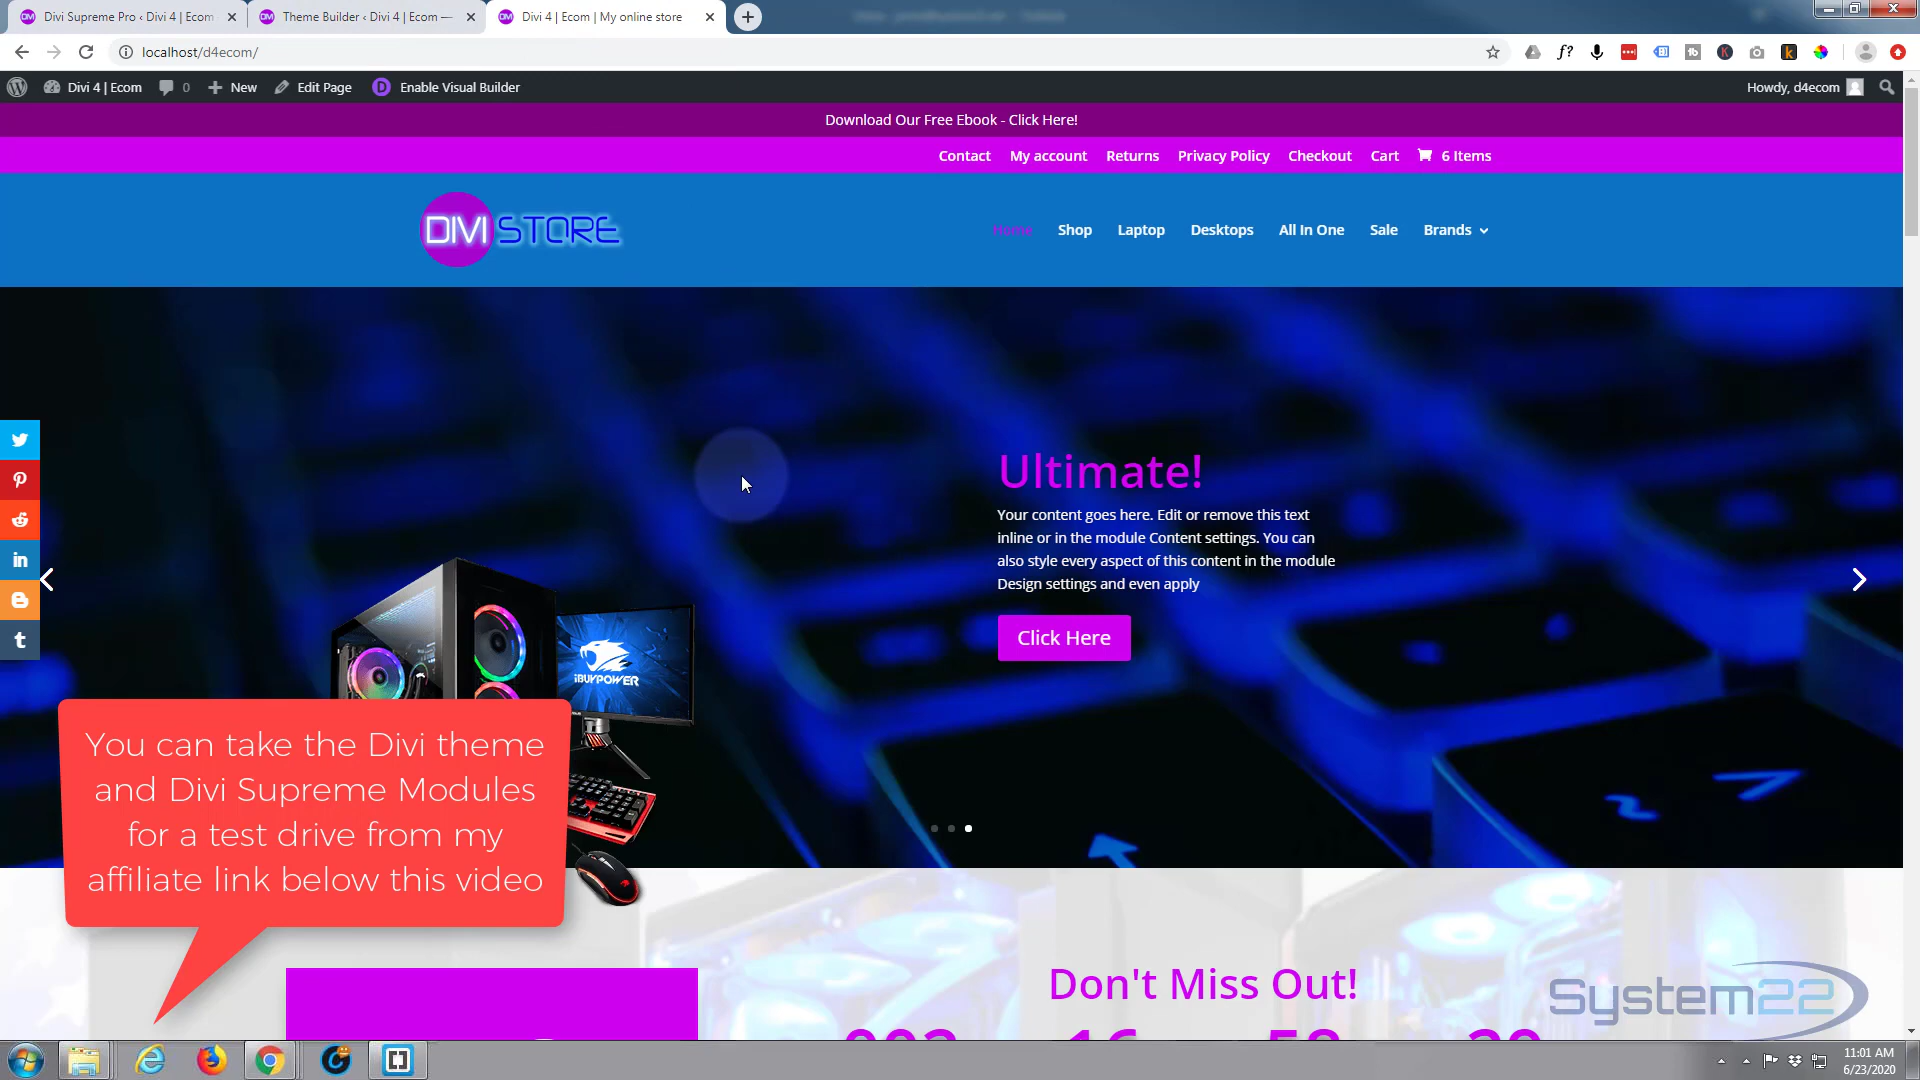 Divi Supreme Pro ‹ Divi 4 | Ecom
Theme Builder ‹ Divi 4 | Ecom —
Divi 4 | Ecom | My online store
localhost/d4ecom/
f?
Divi 4 | Ecom
0
New
Edit Page
Enable Visual Builder
Howdy, d4ecom
Download Our Free Ebook - Click Here!
Contact
My account
Returns
Privacy Policy
Checkout
Cart
6 Items
DIVI STORE
Home
Shop
Laptop
Desktops
All In One
Sale
Brands
Ultimate!
Your content goes here. Edit or remove this text
inline or in the module Content settings. You can
also style every aspect of this content in the module
Design settings and even apply
Click Here
iBUYPOWER
You can take the Divi theme
and Divi Supreme Modules
for a test drive from my
affiliate link below this video
Don't Miss Out!
System22
11:01 AM
6/23/2020